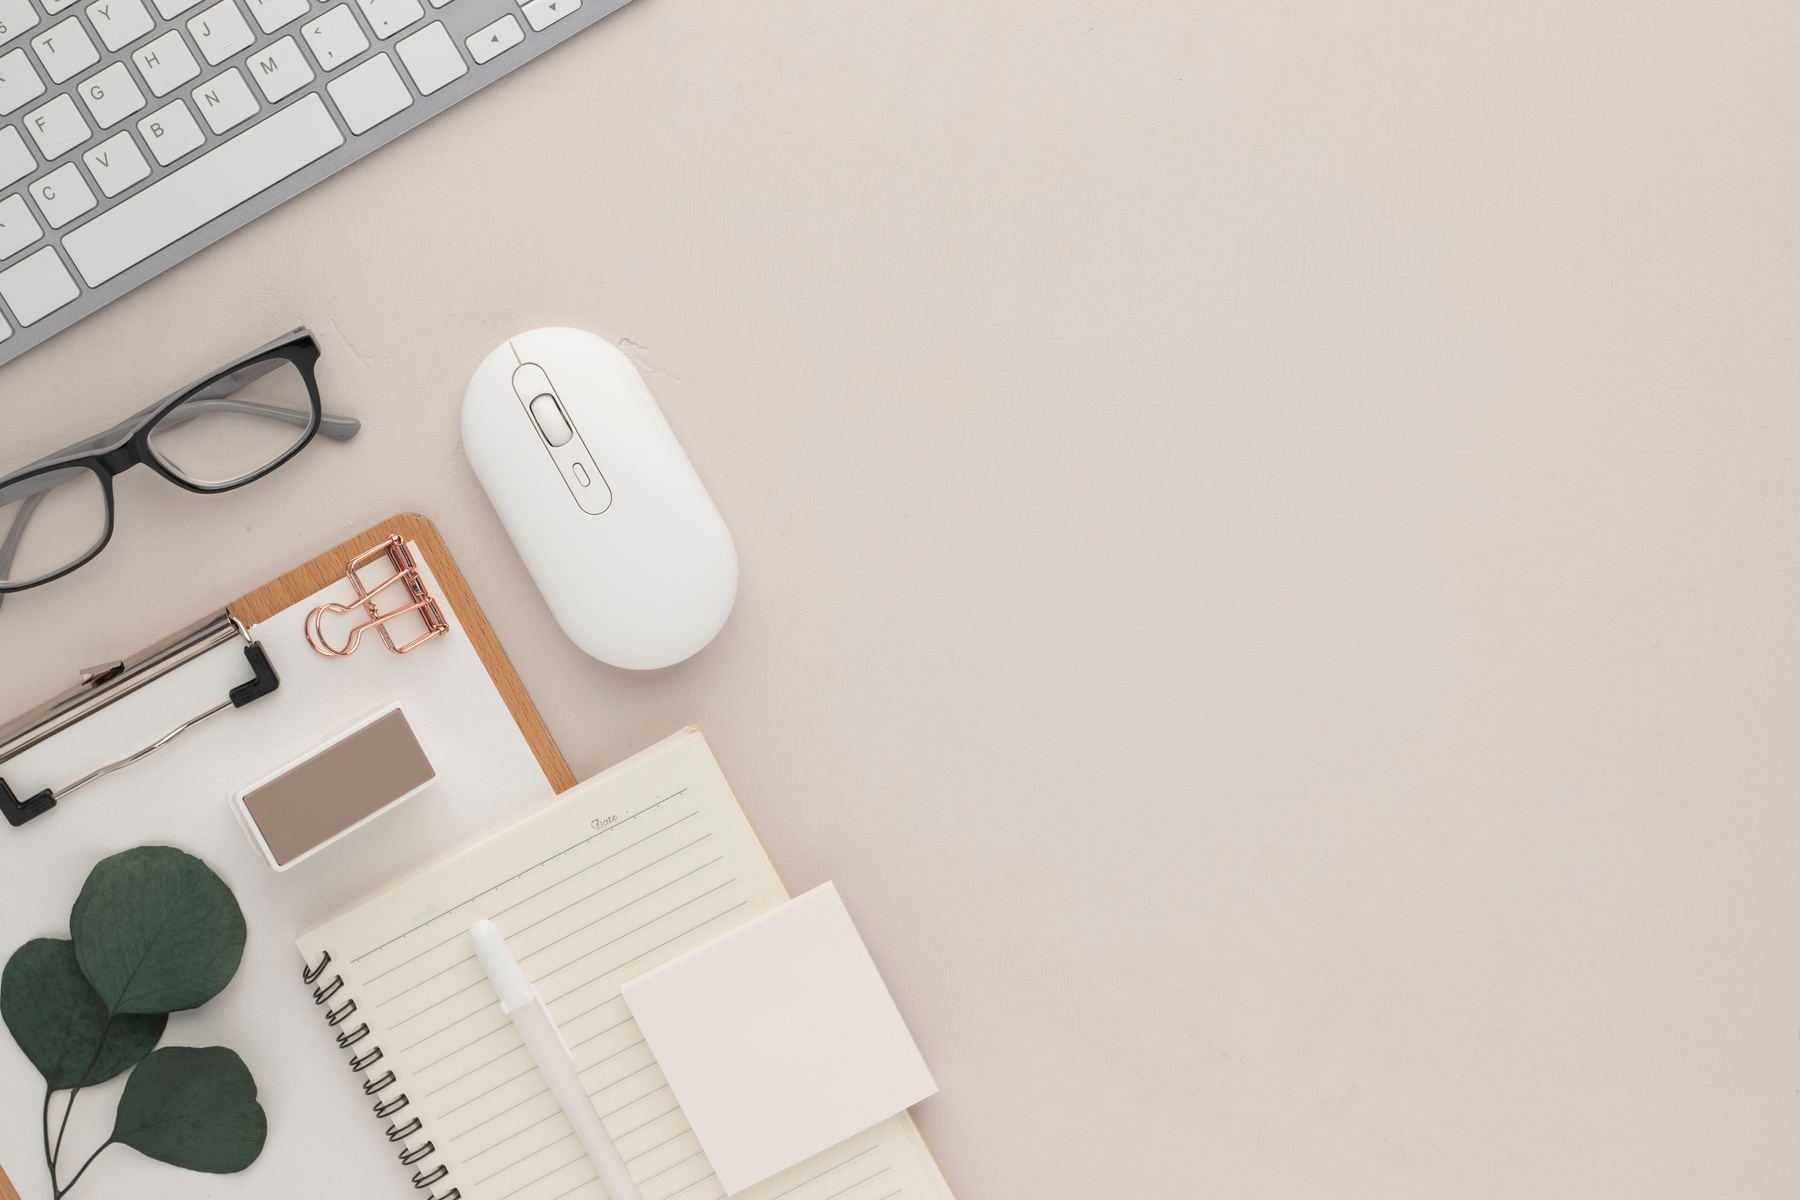 T Y
J
G H M < ,
F N
V B
C
Date